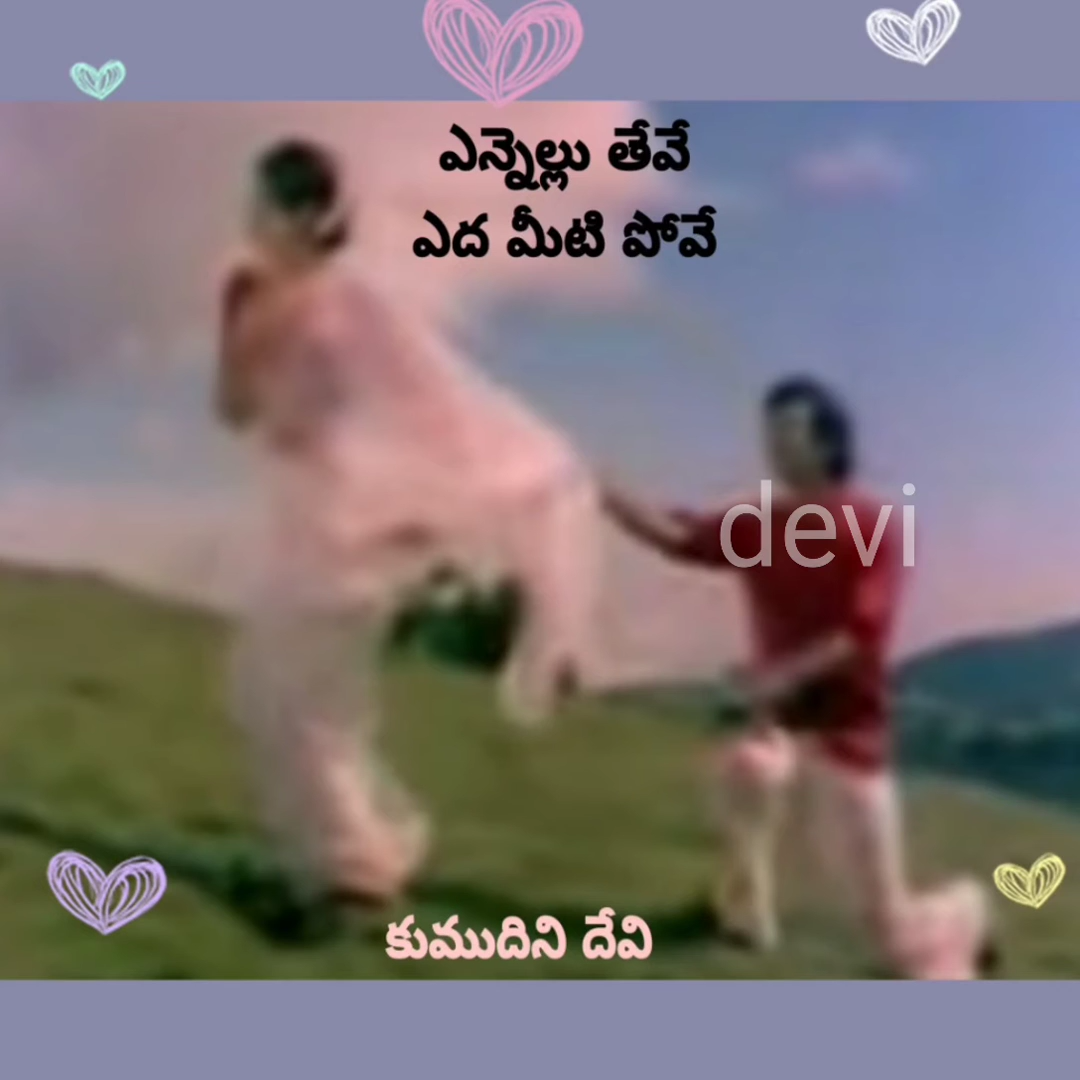 ఎన్నెల్లు తేవే
ఎద మీటి పోవే
devi
కుముదిని దేవి